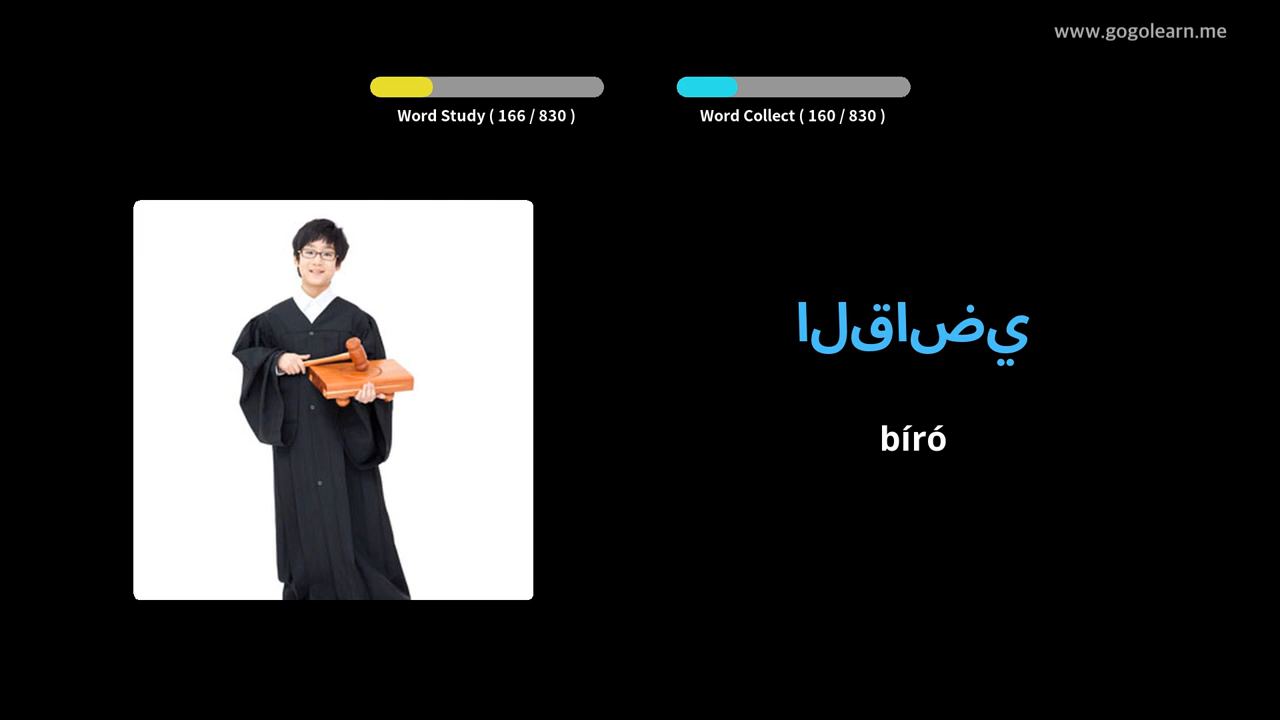 www.gogolearn.me
Word Study ( 166 / 830 )
Word Collect ( 160 / 830 )
القاضي
bíró